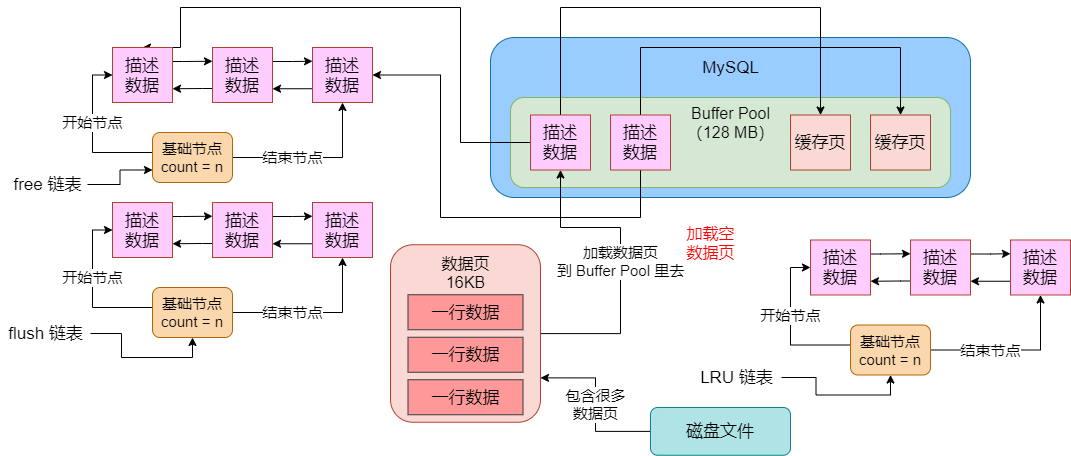 描述
数据
描述
数据
描述
数据
开始节点
基础节点
count = n
结束节点
free 链表
MySQL
Buffer Pool
（128 MB）
描述
数据
描述
数据
缓存页
缓存页
描述
数据
描述
数据
描述
数据
开始节点
基础节点
count = n
结束节点
flush 链表
数据页
16KB
一行数据
一行数据
一行数据
加载数据页
到 Buffer Pool 里去
加载空
数据页
包含很多
数据页
磁盘文件
描述
数据
描述
数据
描述
数据
开始节点
基础节点
count = n
结束节点
LRU 链表